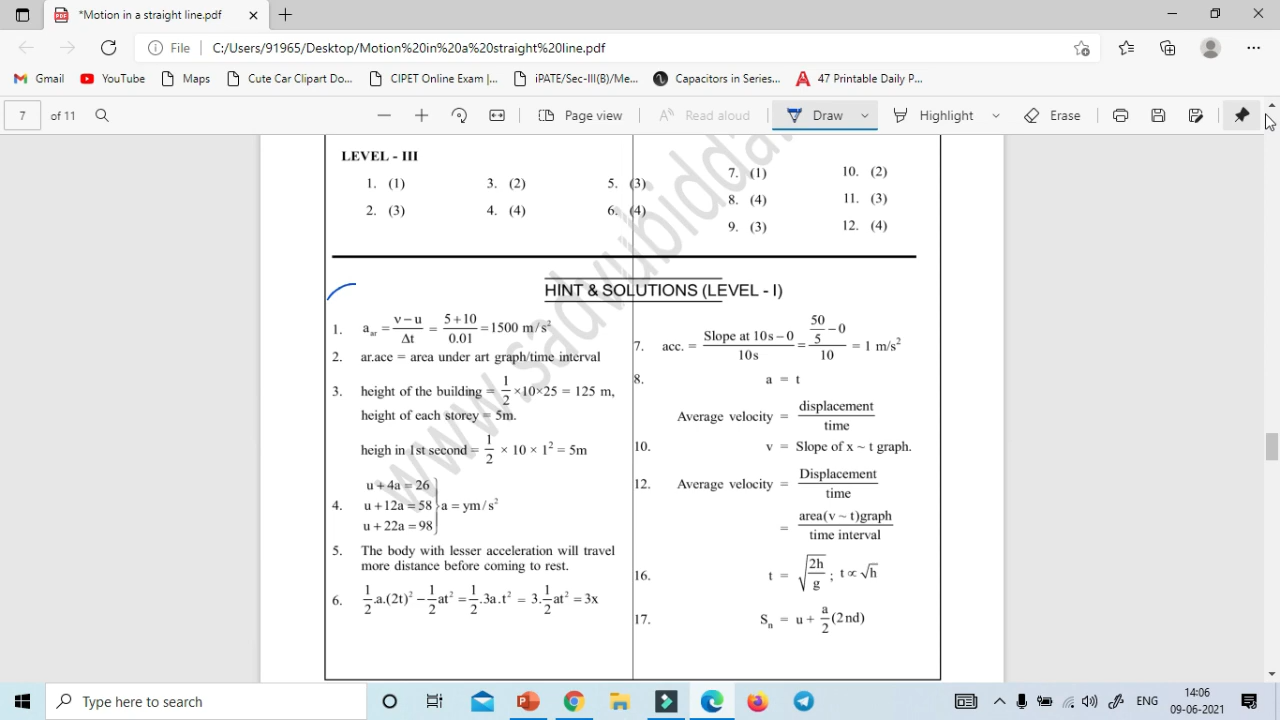 *Motion in a straight line.pdf
File
C:/Users/91965/Desktop/Motion%20in%20a%20straight%20line.pdf
Gmail YouTube Maps Cute Car Clipart Do... CIPET Online Exam |... iPATE/Sec-III(B)/Me... Capacitors in Series... 47 Printable Daily P...
7 of 11 Page view Read aloud Draw Highlight Erase
LEVEL - III
1. (1) 3. (2) 5. (3)
2. (3) 4. (4) 6. (4)
7. (1) 10. (2)
8. (4) 11. (3)
9. (3) 12. (4)
www.sadvubidda
HINT & SOLUTIONS (LEVEL - I)
1. a_ar = (v – u)/Δt = (5 + 10)/0.01 = 1500 m/s²
2. ar.ace = area under art graph/time interval
3. height of the building = 1/2 ×10×25 = 125 m,
height of each storey = 5m.
heigh in 1st second = 1/2 × 10 × 1² = 5m
4. u + 4a = 26
u + 12a = 58 } a = ym/s²
u + 22a = 98
5. The body with lesser acceleration will travel
more distance before coming to rest.
6. 1/2 .a.(2t)² – 1/2 at² = 1/2 .3a.t² = 3. 1/2 at² = 3x
7. acc. = (Slope at 10s – 0)/10s = (50/5 – 0)/10 = 1 m/s²
8. a = t
Average velocity = displacement/time
10. v = Slope of x ~ t graph.
12. Average velocity = Displacement/time
= area(v ~ t)graph/time interval
16. t = √(2h/g) ; t ∝ √h
17. Sₙ = u + a/2 (2nd)
Type here to search
ENG
14:06
09-06-2021